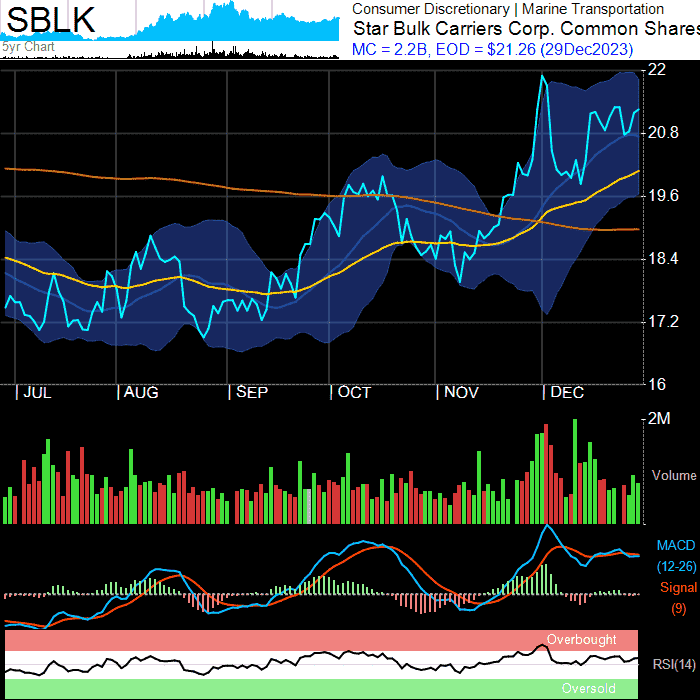 SBLK
5yr Chart
Consumer Discretionary | Marine Transportation
Star Bulk Carriers Corp. Common Shares
MC = 2.2B, EOD = $21.26 (29Dec2023)
22
20.8
19.6
18.4
17.2
16
| JUL | AUG | SEP | OCT | NOV | DEC
2M
Volume
MACD
(12-26)
Signal
(9)
Overbought
RSI(14)
Oversold